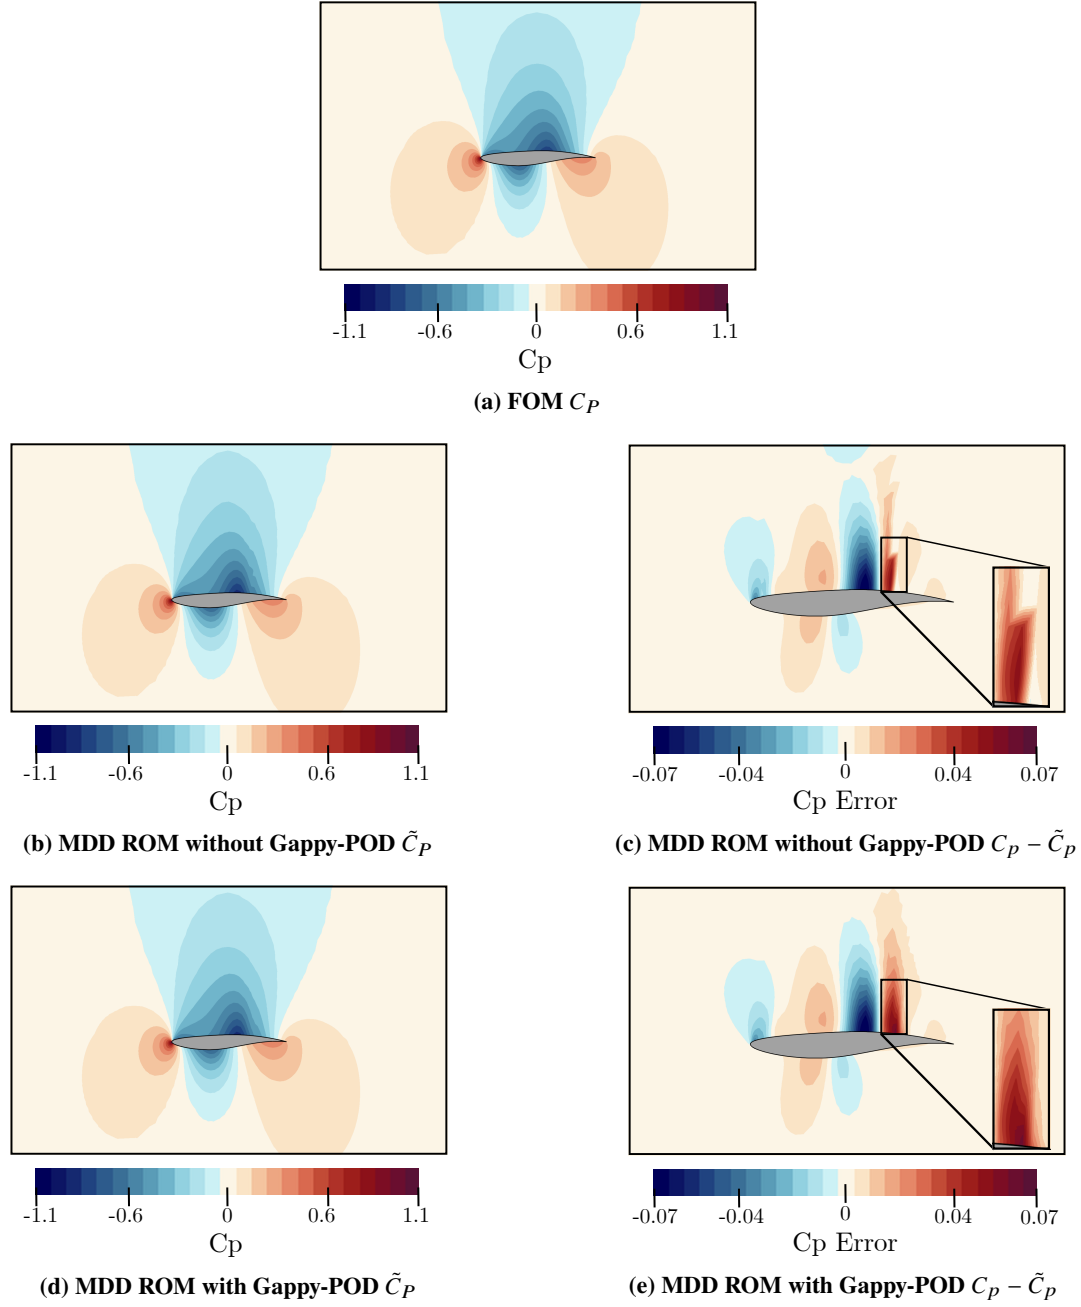 -1.1 -0.6 0 0.6 1.1
Cp
(a) FOM C_P
-1.1 -0.6 0 0.6 1.1
Cp
(b) MDD ROM without Gappy-POD C̃_P
-0.07 -0.04 0 0.04 0.07
Cp Error
(c) MDD ROM without Gappy-POD C_p − C̃_p
-1.1 -0.6 0 0.6 1.1
Cp
(d) MDD ROM with Gappy-POD C̃_P
-0.07 -0.04 0 0.04 0.07
Cp Error
(e) MDD ROM with Gappy-POD C_p − C̃_p